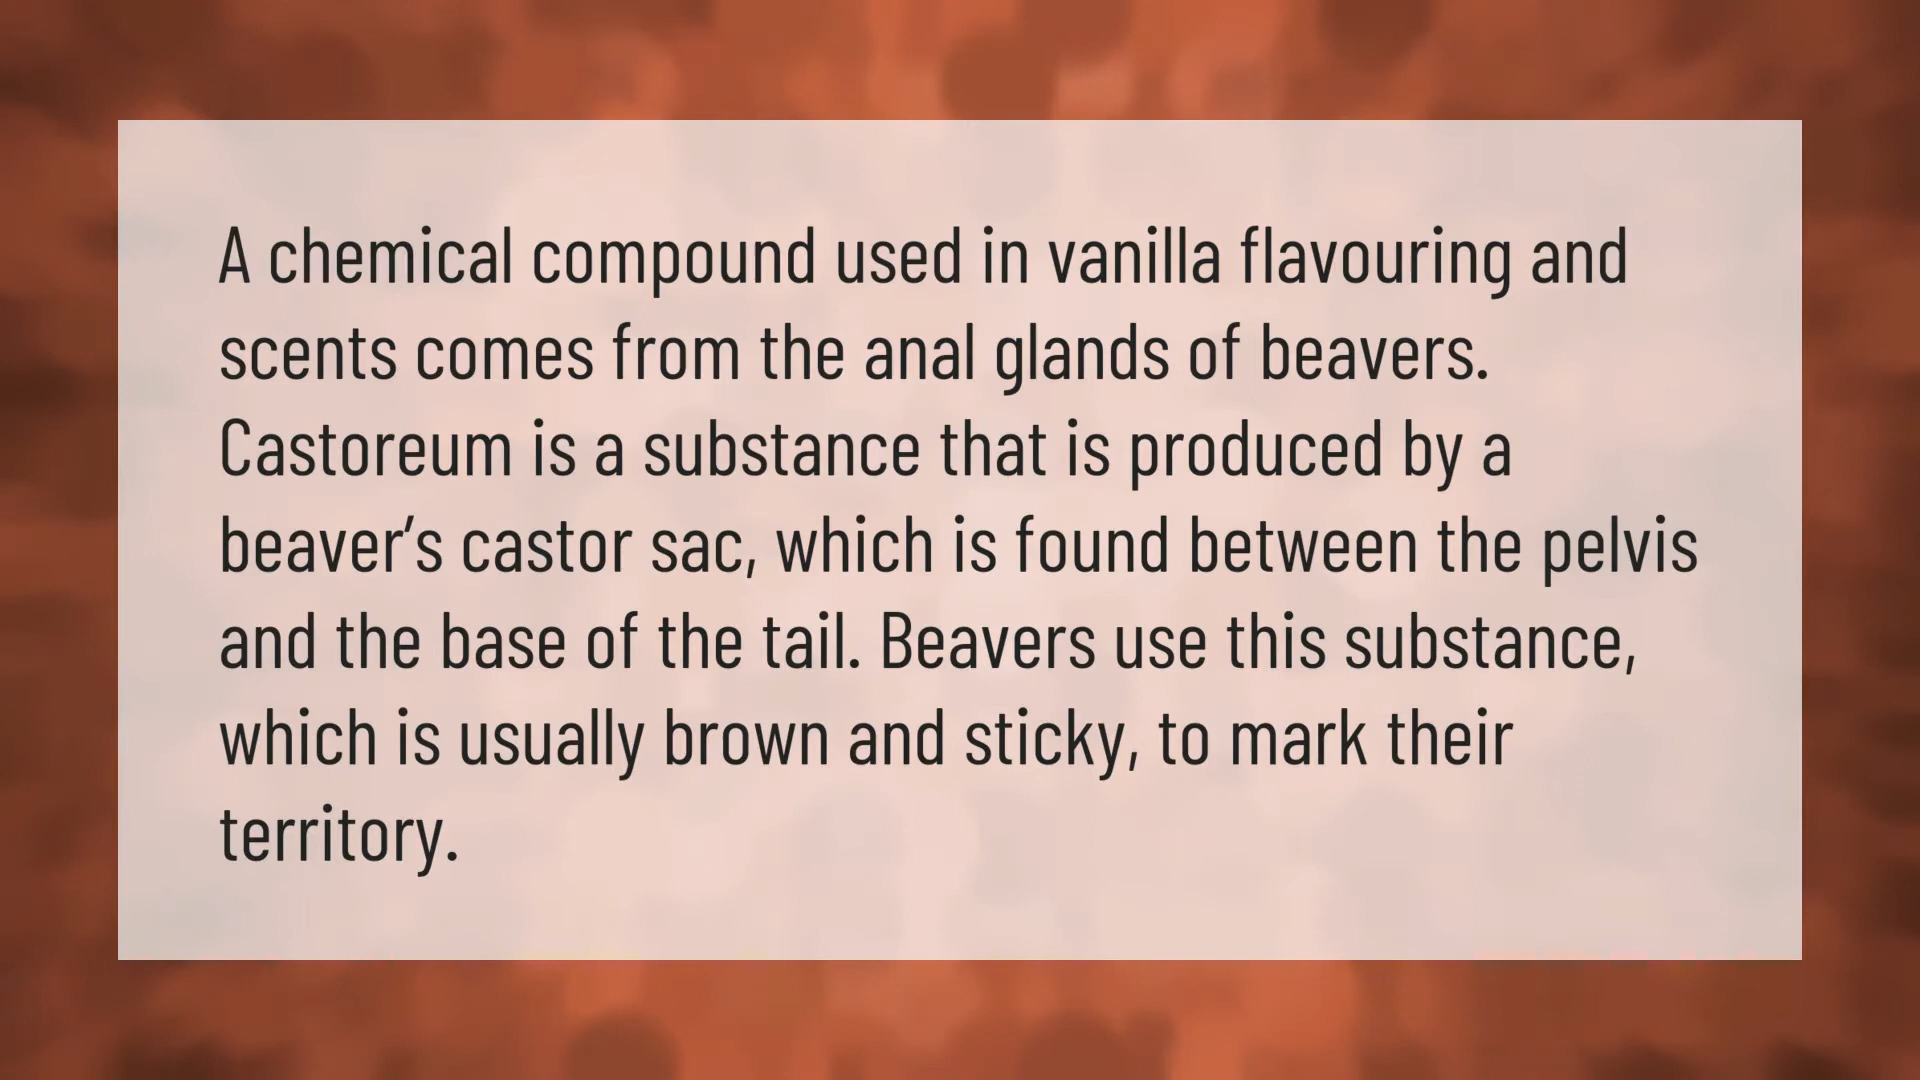 A chemical compound used in vanilla flavouring and
scents comes from the anal glands of beavers.
Castoreum is a substance that is produced by a
beaver’s castor sac, which is found between the pelvis
and the base of the tail. Beavers use this substance,
which is usually brown and sticky, to mark their
territory.